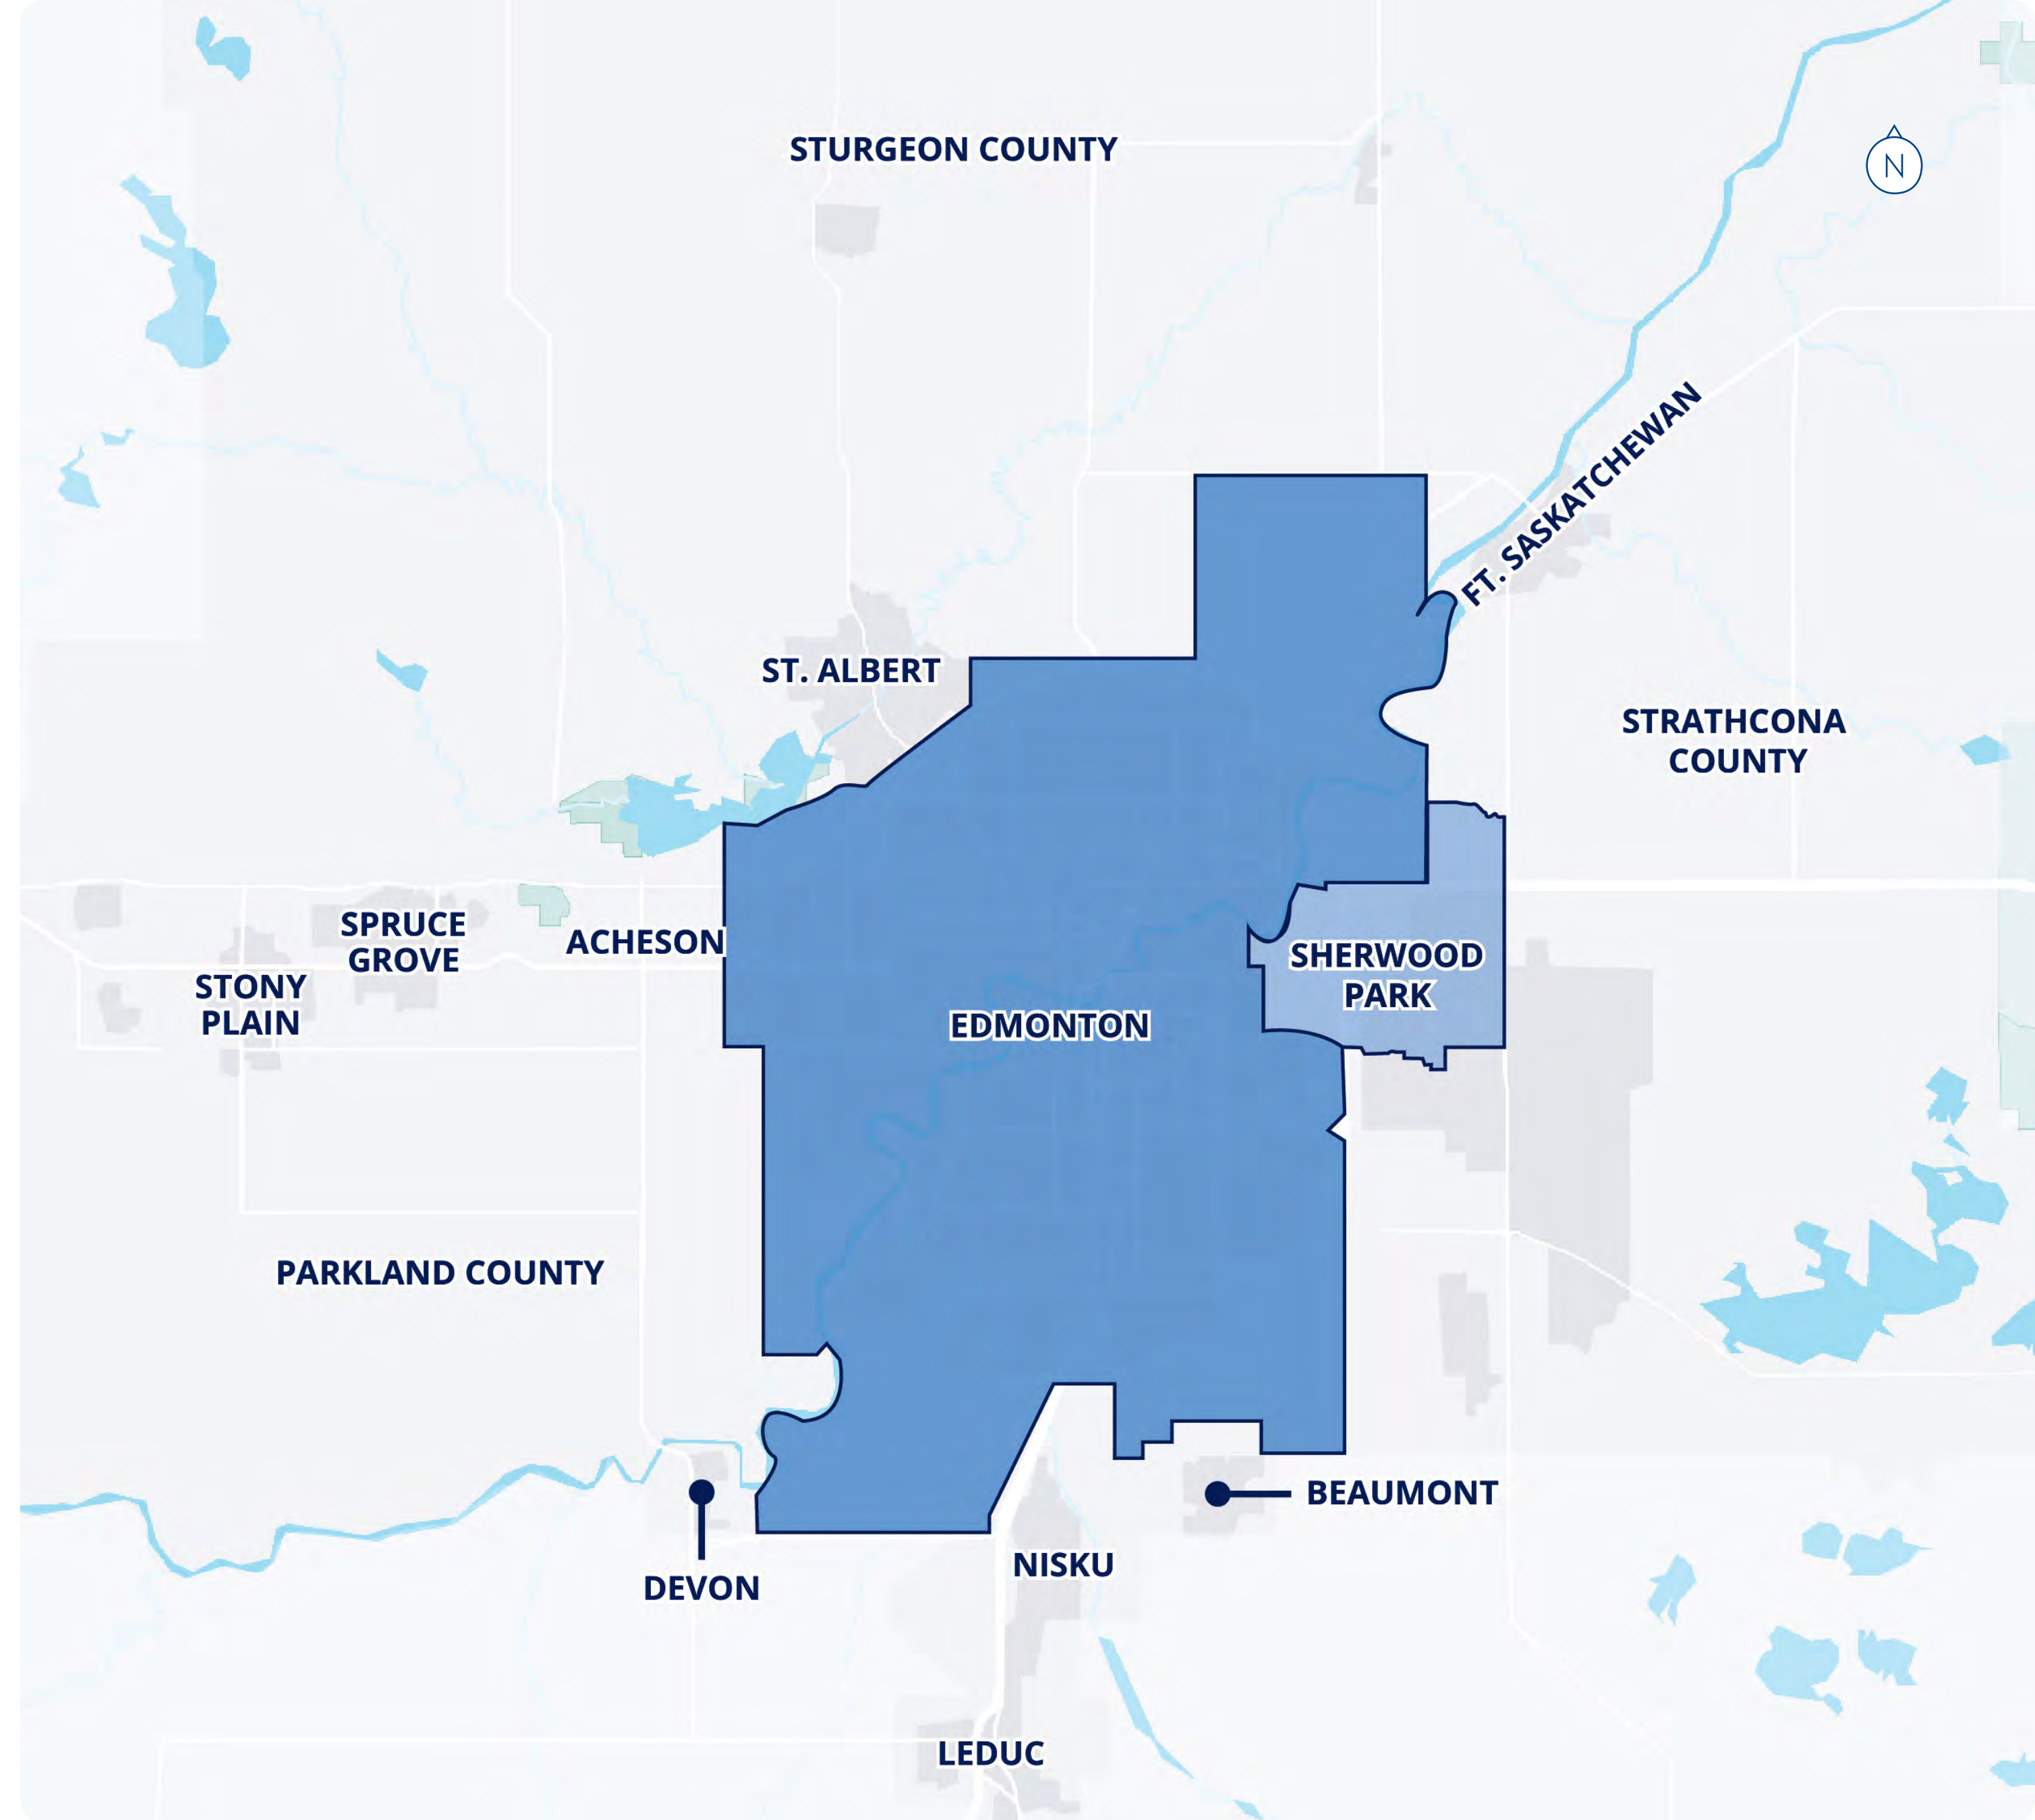 STURGEON COUNTY
N
FT. SASKATCHEWAN
ST. ALBERT
STRATHCONA
COUNTY
SPRUCE
GROVE
ACHESON
STONY
PLAIN
SHERWOOD
PARK
EDMONTON
PARKLAND COUNTY
BEAUMONT
NISKU
DEVON
LEDUC